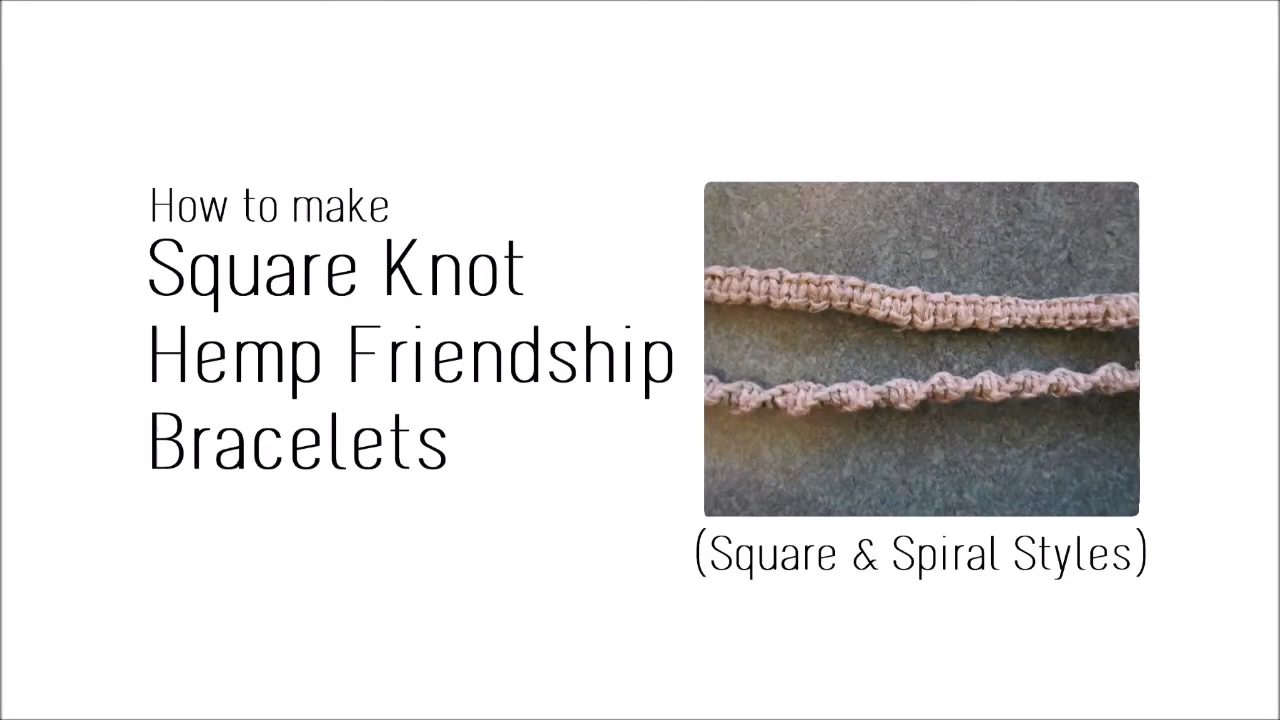 How to make
Square Knot
Hemp Friendship
Bracelets
(Square & Spiral Styles)